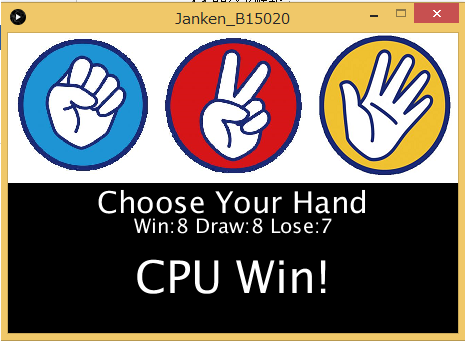 Janken_B15020
Choose Your Hand
Win:8 Draw:8 Lose:7
CPU Win!